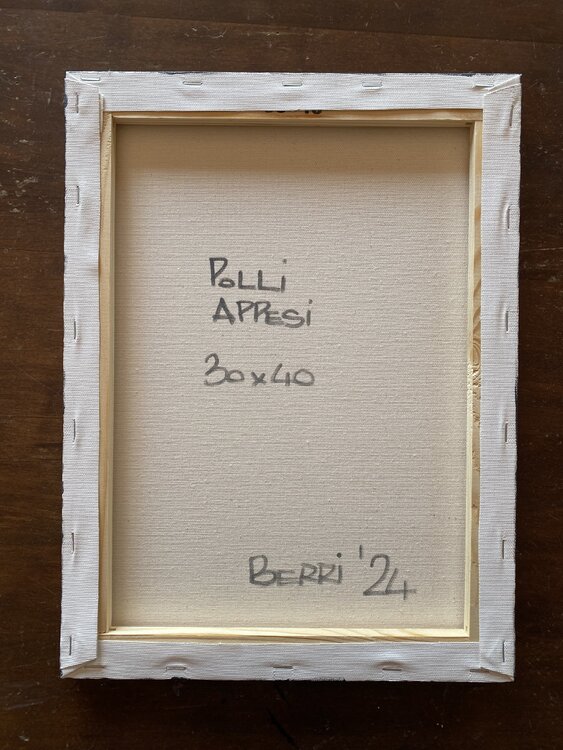 POLLi
APPESi
30x40
BERRi '24